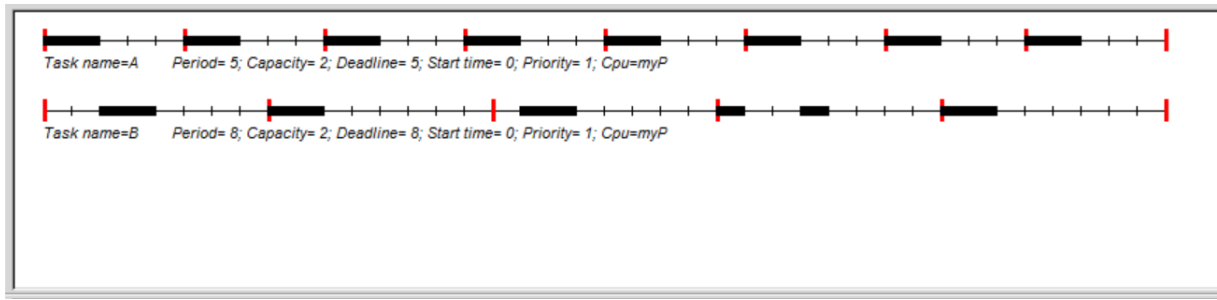 Task name=A Period= 5; Capacity= 2; Deadline= 5; Start time= 0; Priority= 1; Cpu=myP
Task name=B Period= 8; Capacity= 2; Deadline= 8; Start time= 0; Priority= 1; Cpu=myP